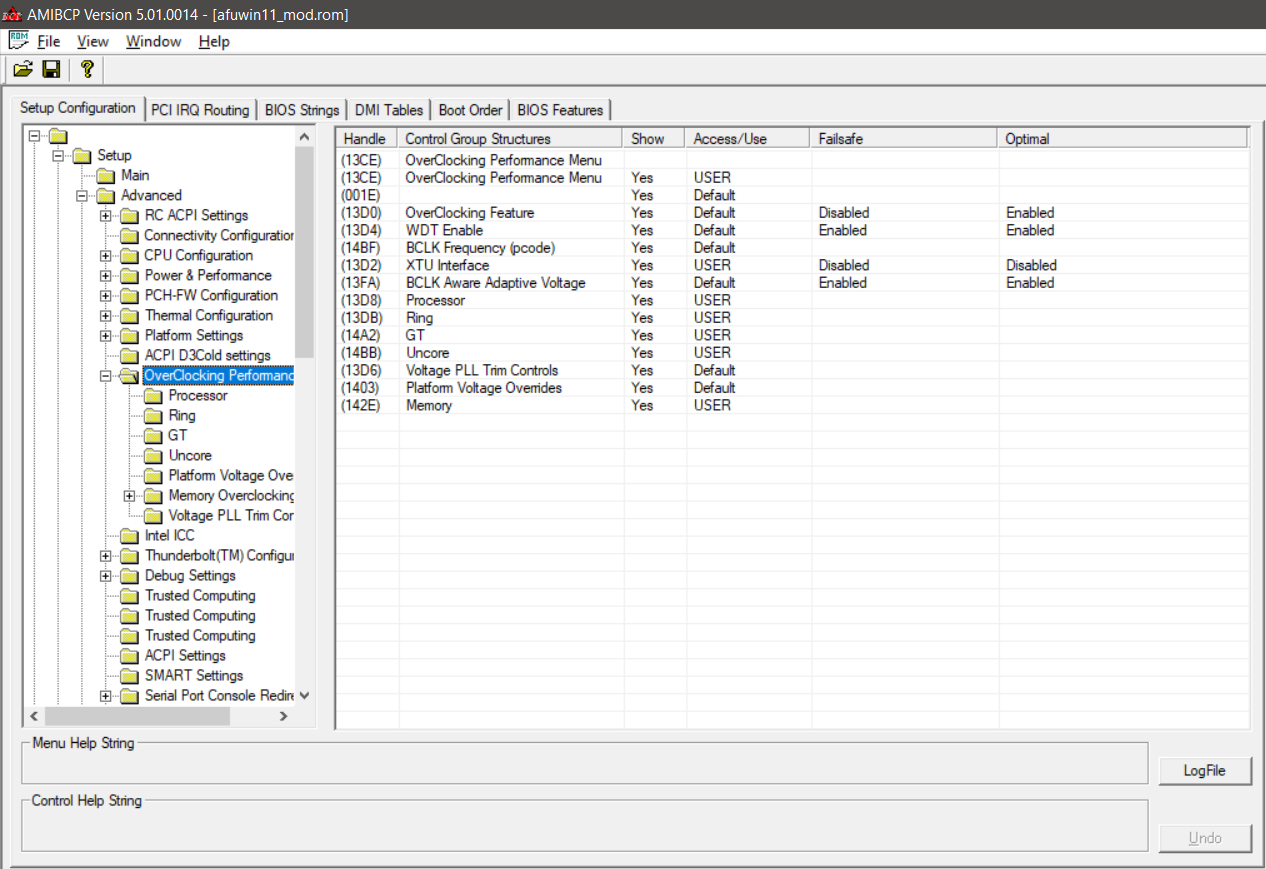 AMIBCP Version 5.01.0014 - [afuwin11_mod.rom]
File View Window Help
Setup Configuration PCI IRQ Routing BIOS Strings DMI Tables Boot Order BIOS Features
Setup
Main
Advanced
RC ACPI Settings
Connectivity Configuration
CPU Configuration
Power & Performance
PCH-FW Configuration
Thermal Configuration
Platform Settings
ACPI D3Cold settings
OverClocking Performanc
Processor
Ring
GT
Uncore
Platform Voltage Ove
Memory Overclocking
Voltage PLL Trim Cor
Intel ICC
Thunderbolt(TM) Configur
Debug Settings
Trusted Computing
Trusted Computing
Trusted Computing
ACPI Settings
SMART Settings
Serial Port Console Redire
Handle Control Group Structures Show Access/Use Failsafe Optimal
(13CE) OverClocking Performance Menu
(13CE) OverClocking Performance Menu Yes USER
(001E) Yes Default
(13D0) OverClocking Feature Yes Default Disabled Enabled
(13D4) WDT Enable Yes Default Enabled Enabled
(14BF) BCLK Frequency (pcode) Yes Default
(13D2) XTU Interface Yes USER Disabled Disabled
(13FA) BCLK Aware Adaptive Voltage Yes Default Enabled Enabled
(13D8) Processor Yes USER
(13DB) Ring Yes USER
(14A2) GT Yes USER
(14BB) Uncore Yes USER
(13D6) Voltage PLL Trim Controls Yes Default
(1403) Platform Voltage Overrides Yes Default
(142E) Memory Yes USER
Menu Help String
LogFile
Control Help String
Undo